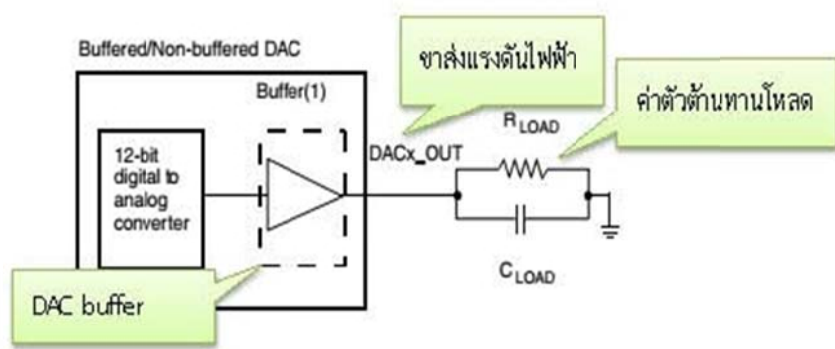 Buffered/Non-buffered DAC
ขาส่งแรงดันไฟฟ้า
Buffer(1)
ค่าตัวต้านทานโหลด
R LOAD
DACx_OUT
12-bit
digital to
analog
converter
C LOAD
DAC buffer